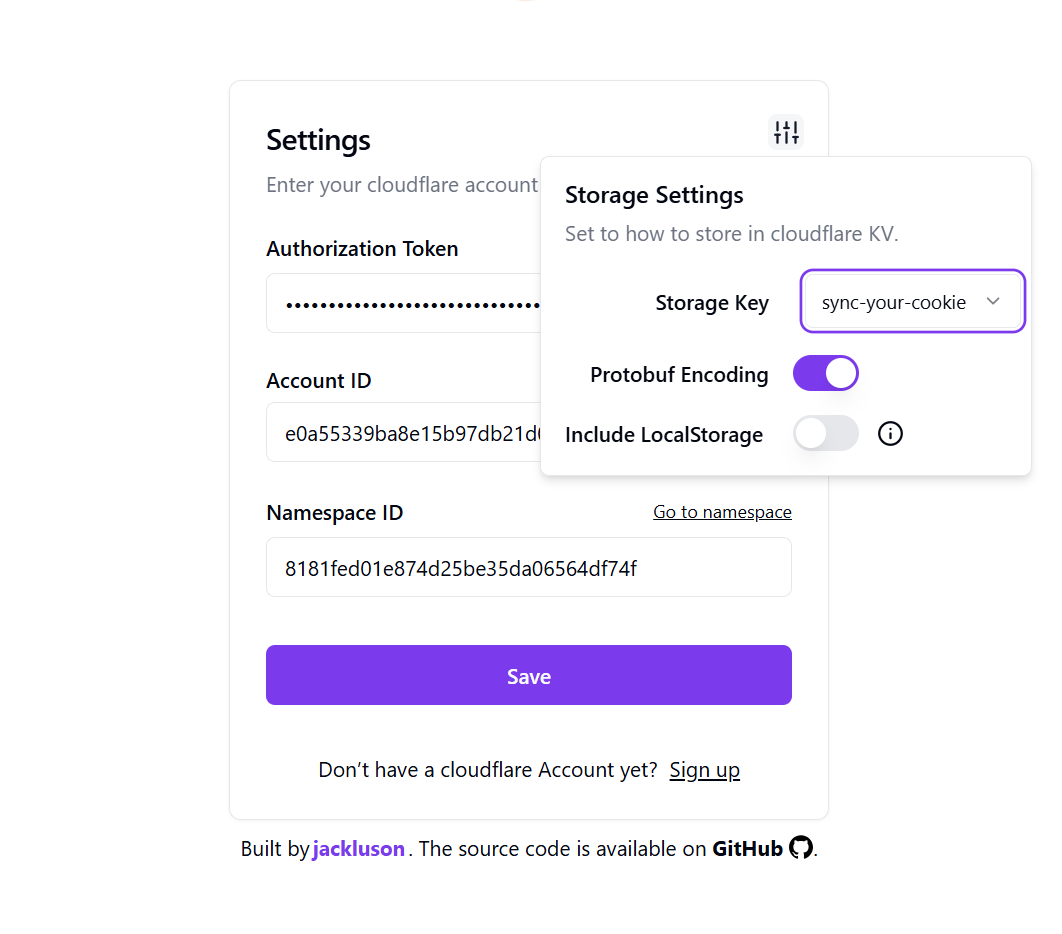 Settings
Enter your cloudflare account
Storage Settings
Set to how to store in cloudflare KV.
Authorization Token
••••••••••••••••••••••••••••••
Storage Key
sync-your-cookie
Protobuf Encoding
Account ID
e0a55339ba8e15b97db21d
Include LocalStorage
Namespace ID
Go to namespace
8181fed01e874d25be35da06564df74f
Save
Don't have a cloudflare Account yet? Sign up
Built by jackluson. The source code is available on GitHub.